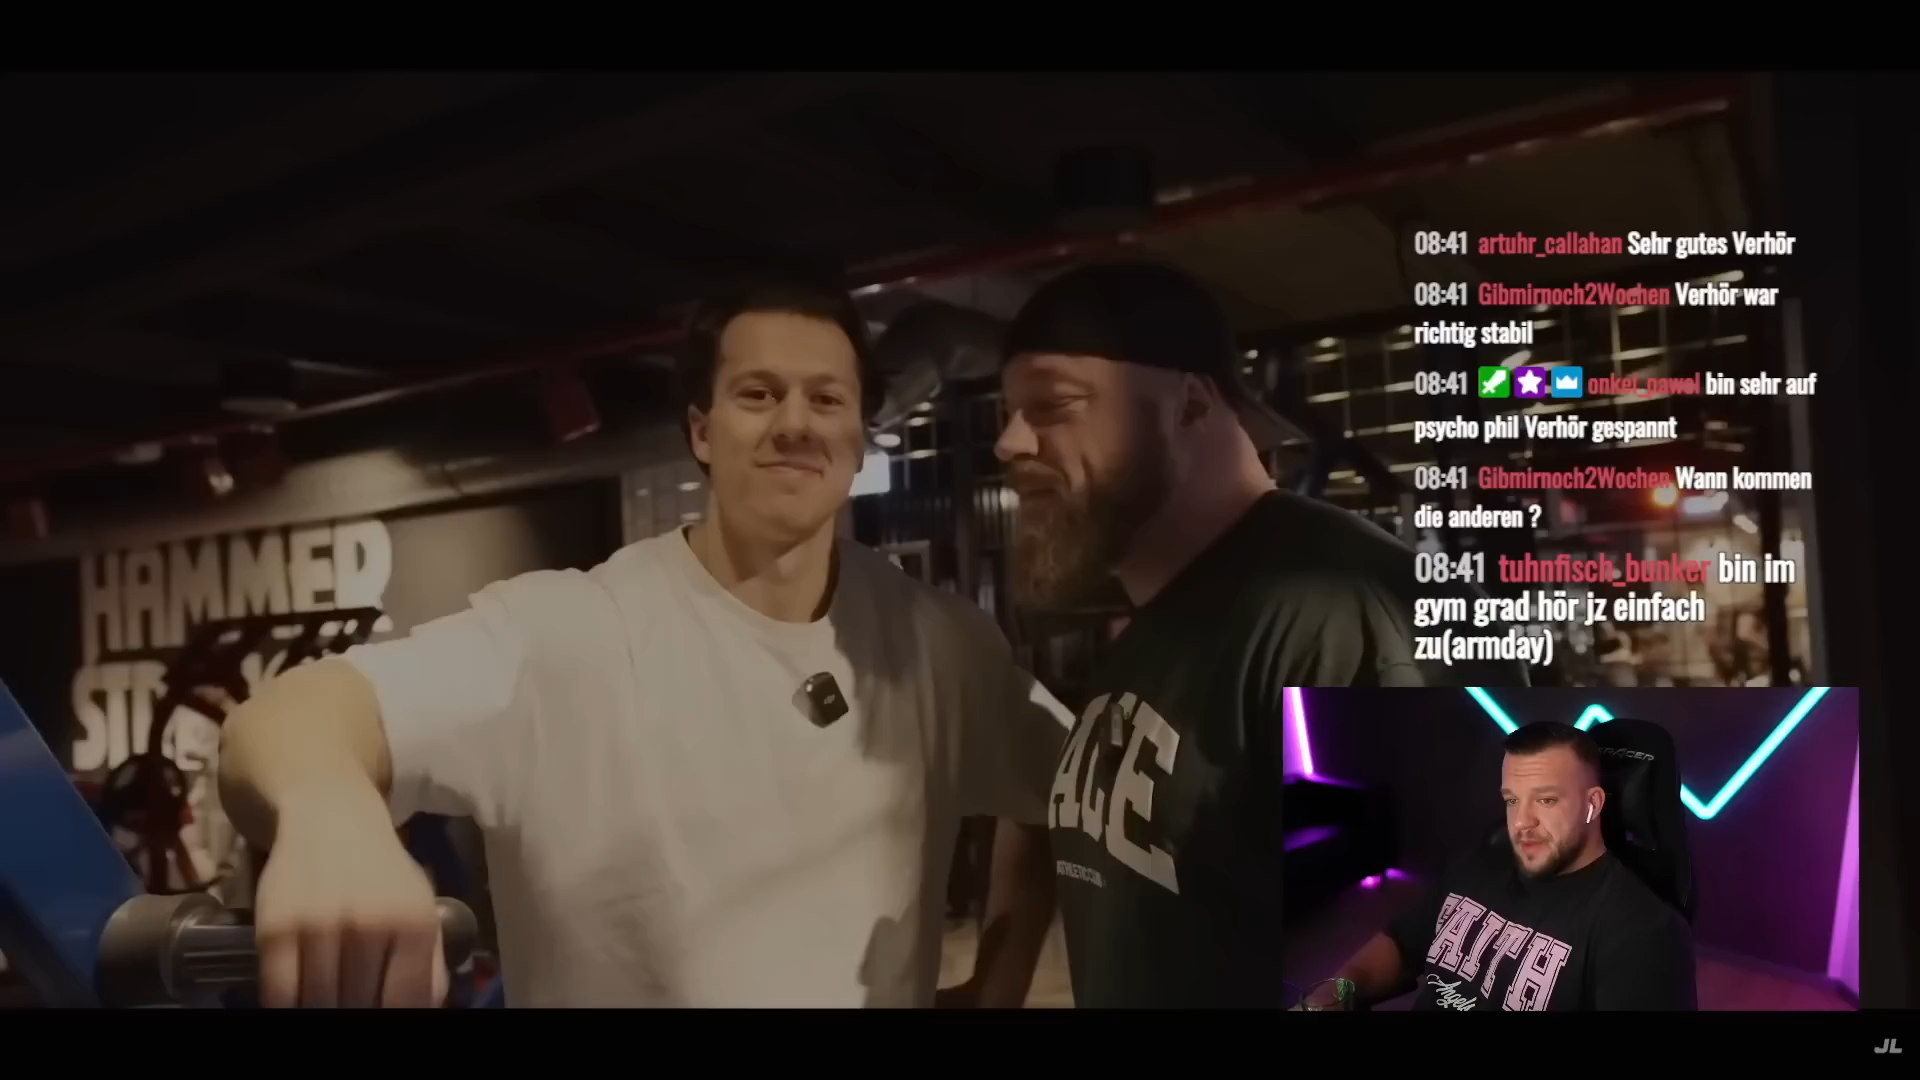 08:41 artuhr_callahan Sehr gutes Verhör
08:41 Gibmirnoch2Wochen Verhör war
richtig stabil
08:41 onkel_pawel bin sehr auf
psycho phil Verhör gespannt
08:41 Gibmirnoch2Wochen Wann kommen
die anderen ?
08:41 tuhnfisch_bunker bin im
gym grad hör jz einfach
zu(armday)
HAMMER
ACE
ATHLETICCLUB
FAITH
Angels
JL